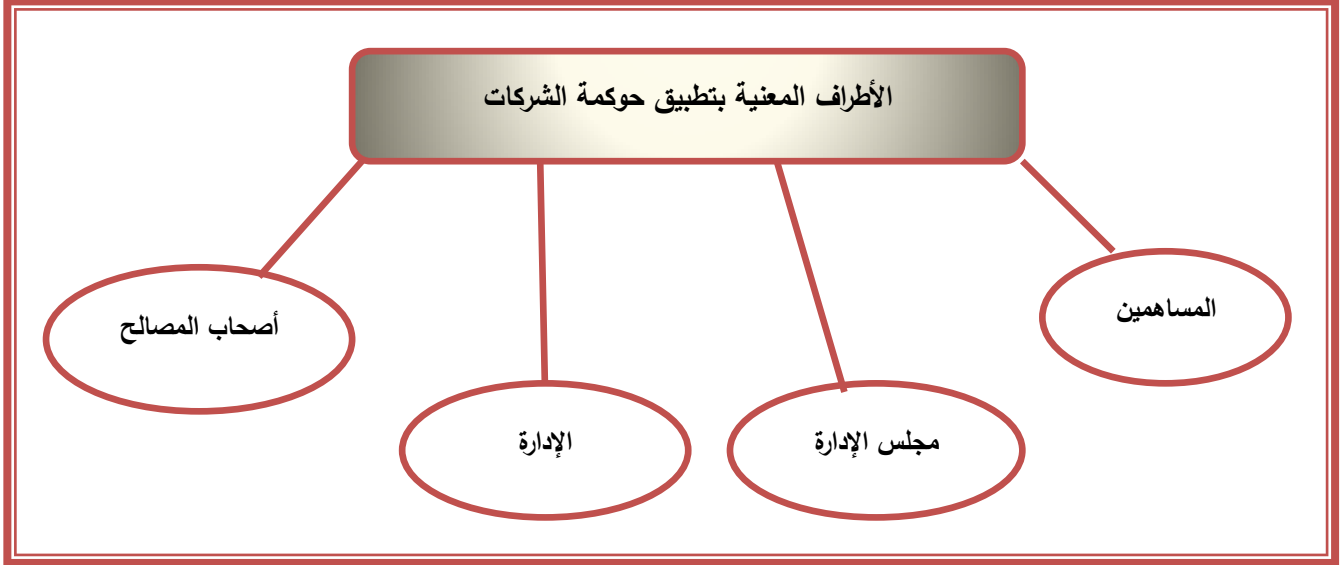 الأطراف المعنية بتطبيق حوكمة الشركات
المساهمين
مجلس الإدارة
الإدارة
أصحاب المصالح